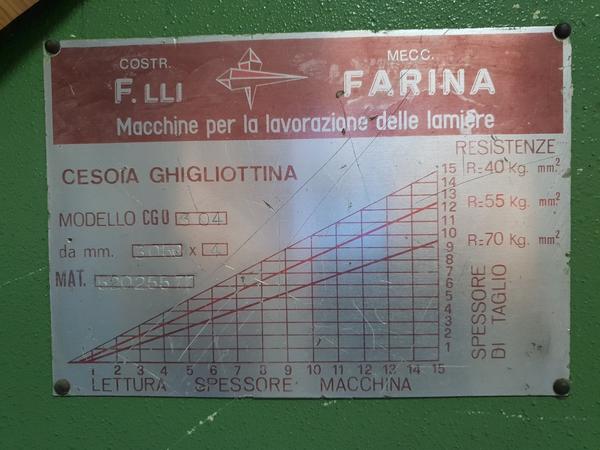 COSTR. MECC.
F.LLI FARINA
Macchine per la lavorazione delle lamiere
CESOIA GHIGLIOTTINA
MODELLO CGU 304
da mm. x 4
MAT.
RESISTENZE
R=40 Kg. mm²
R=55 Kg. mm²
R=70 Kg. mm²
15
14
13
12
11
10
9
8
7
6
5
4
3
2
1
SPESSORE
DI TAGLIO
1 2 3 4 5 6 7 8 9 10 11 12 13 14 15
LETTURA SPESSORE MACCHINA